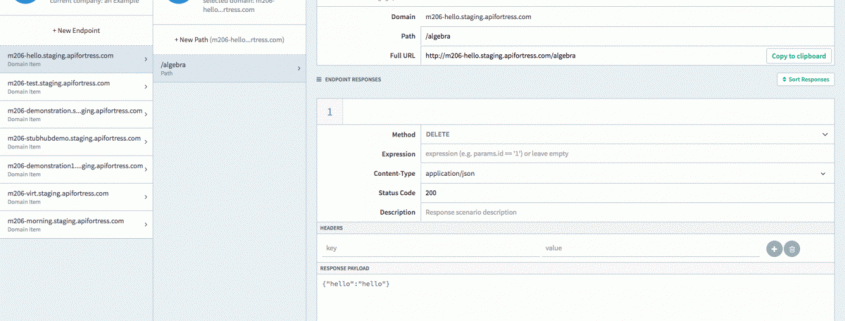 current company: an Example
+ New Endpoint
m206-hello.staging.apifortress.com
Domain Item
m206-test.staging.apifortress.com
Domain Item
m206-demonstration.s...ging.apifortress.com
Domain Item
m206-stubhubdemo.staging.apifortress.com
Domain Item
m206-demonstration1....ging.apifortress.com
Domain Item
m206-virt.staging.apifortress.com
Domain Item
m206-morning.staging.apifortress.com
Domain Item
selected domain: m206-
hello...rtress.com
+ New Path (m206-hello...rtress.com)
/algebra
Path
Domain m206-hello.staging.apifortress.com
Path /algebra
Full URL http://m206-hello.staging.apifortress.com/algebra Copy to clipboard
ENDPOINT RESPONSES Sort Responses
1
Method DELETE
Expression expression (e.g. params.id == '1') or leave empty
Content-Type application/json
Status Code 200
Description Response scenario description
HEADERS
key value
RESPONSE PAYLOAD
{"hello":"hello"}